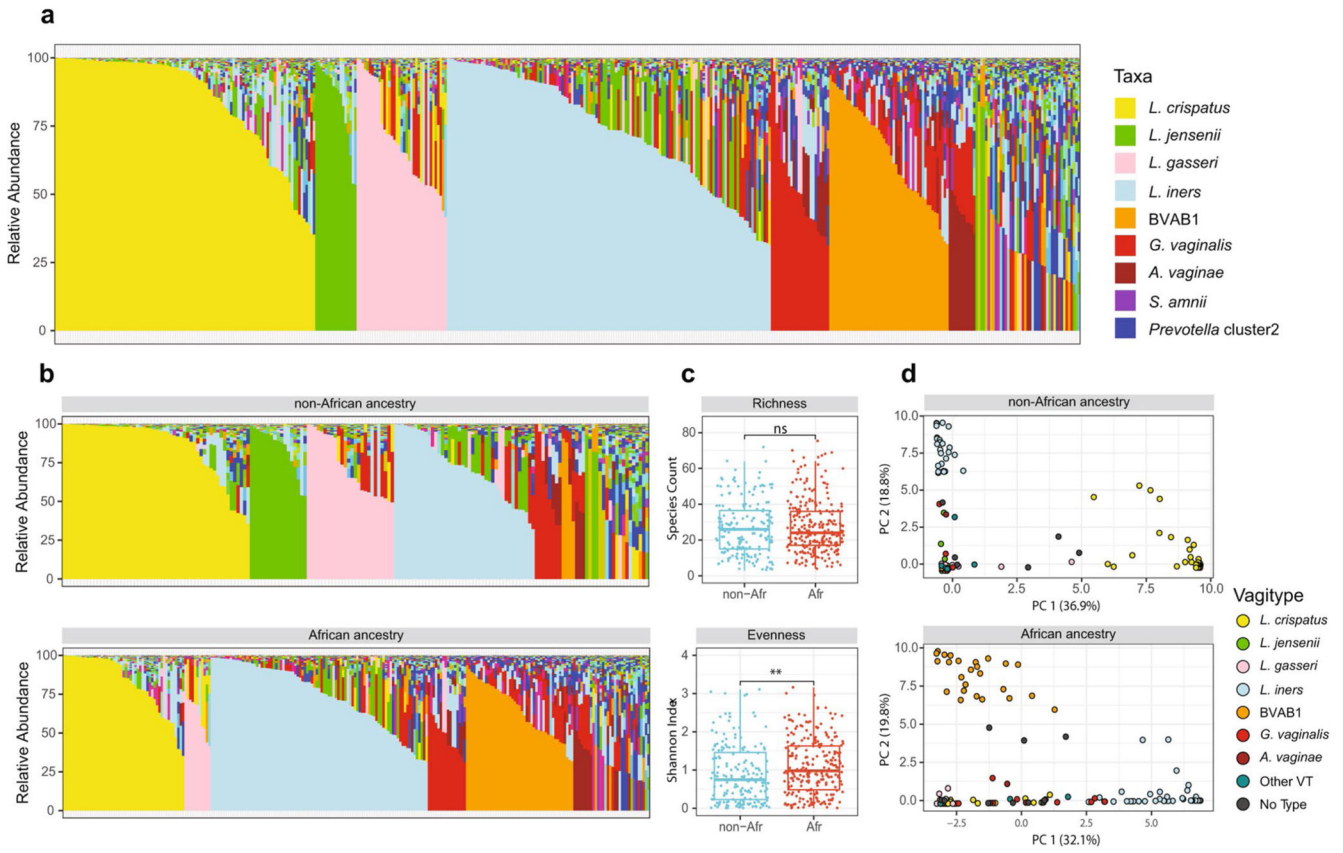 a
Relative Abundance
100
75
50
25
0
Taxa
L. crispatus
L. jensenii
L. gasseri
L. iners
BVAB1
G. vaginalis
A. vaginae
S. amnii
Prevotella cluster2
b
non-African ancestry
Relative Abundance
100
75
50
25
0
African ancestry
Relative Abundance
100
75
50
25
0
c
Richness
ns
Species Count
80
60
40
20
0
non-Afr Afr
Evenness
**
Shannon Index
4
3
2
1
0
non-Afr Afr
d
non-African ancestry
PC 2 (18.8%)
10.0
7.5
5.0
2.5
0.0
0.0 2.5 5.0 7.5 10.0
PC 1 (36.9%)
African ancestry
PC 2 (19.8%)
10.0
7.5
5.0
2.5
0.0
−2.5 0.0 2.5 5.0
PC 1 (32.1%)
Vagitype
L. crispatus
L. jensenii
L. gasseri
L. iners
BVAB1
G. vaginalis
A. vaginae
Other VT
No Type